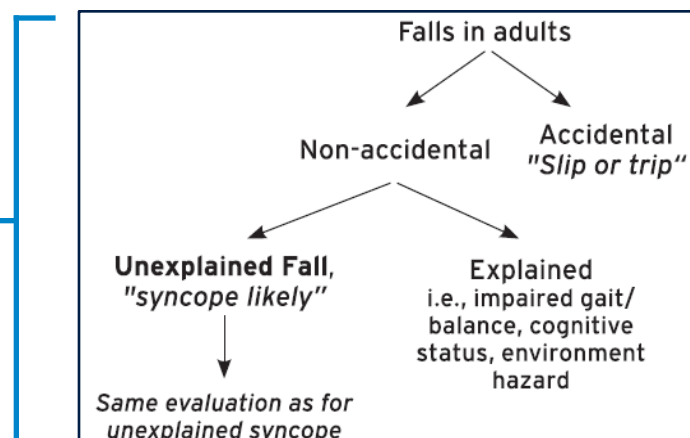 Falls in adults
Non-accidental
Accidental
"Slip or trip“
Unexplained Fall,
"syncope likely”
Explained
i.e., impaired gait/
balance, cognitive
status, environment
hazard
Same evaluation as for
unexplained syncope